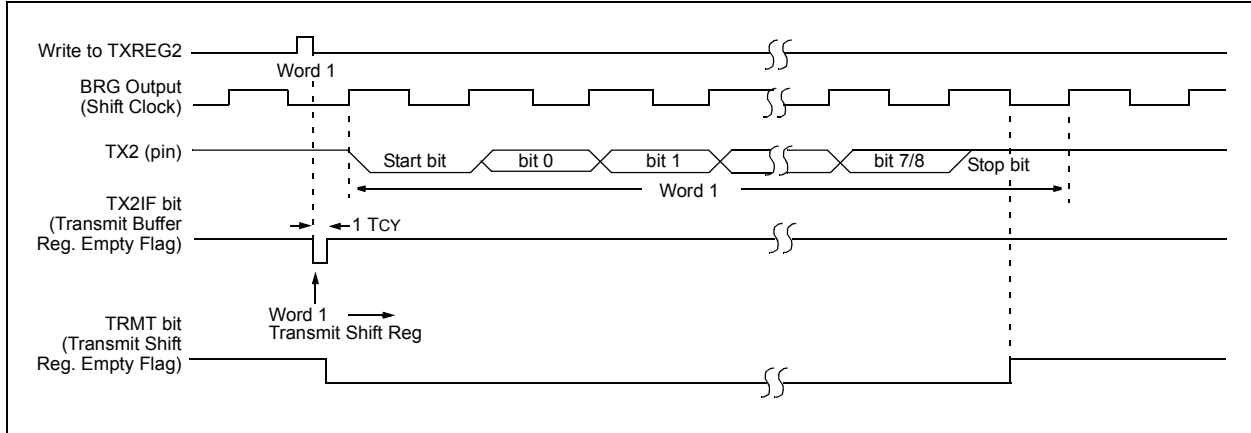 Write to TXREG2
Word 1
BRG Output
(Shift Clock)
TX2 (pin)
Start bit
bit 0
bit 1
bit 7/8
Stop bit
Word 1
TX2IF bit
(Transmit Buffer
Reg. Empty Flag)
1 TCY
Word 1
Transmit Shift Reg
TRMT bit
(Transmit Shift
Reg. Empty Flag)